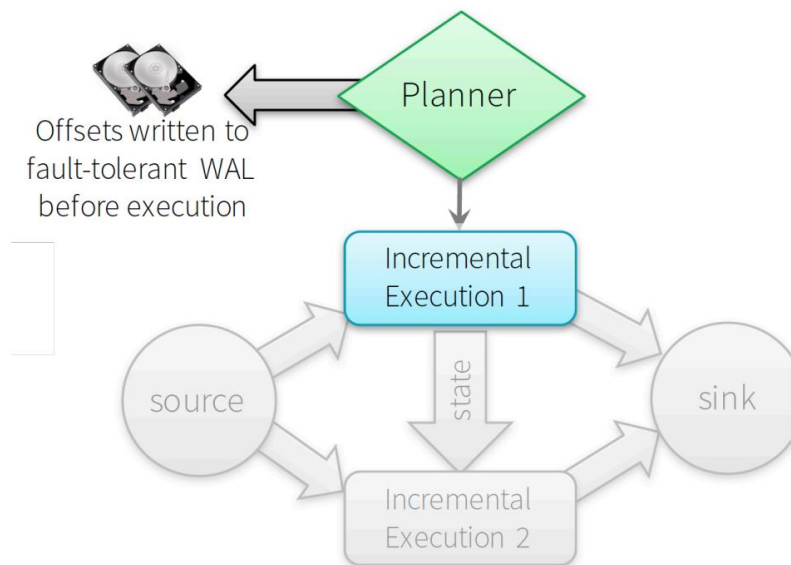 Planner
Offsets written to
fault-tolerant WAL
before execution
Incremental
Execution 1
source
state
sink
Incremental
Execution 2